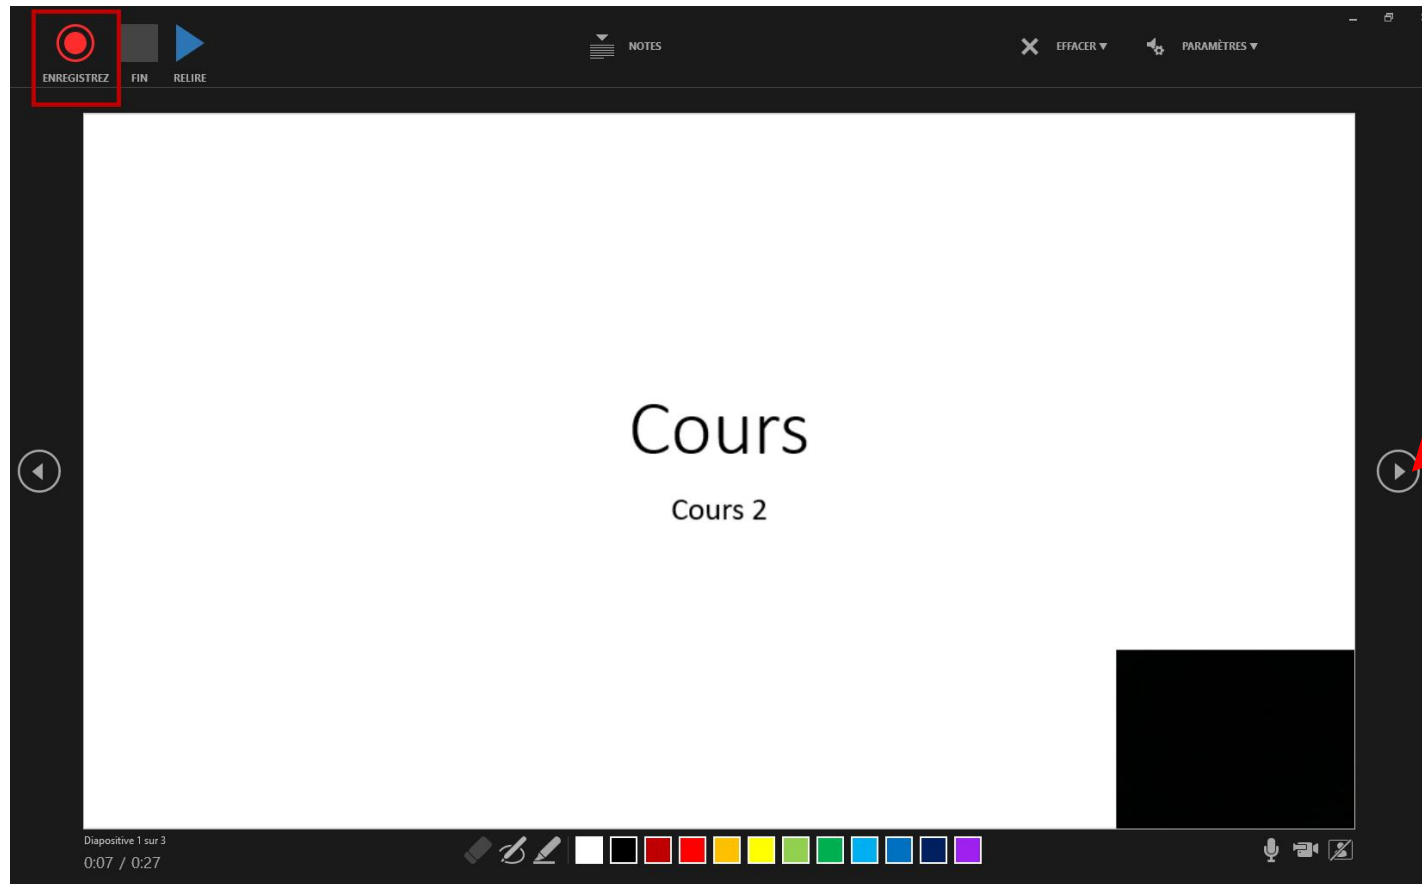 ENREGISTREZ FIN RELIRE
NOTES
EFFACER PARAMÈTRES
Cours
Cours 2
Diapositive 1 sur 3
0:07 / 0:27